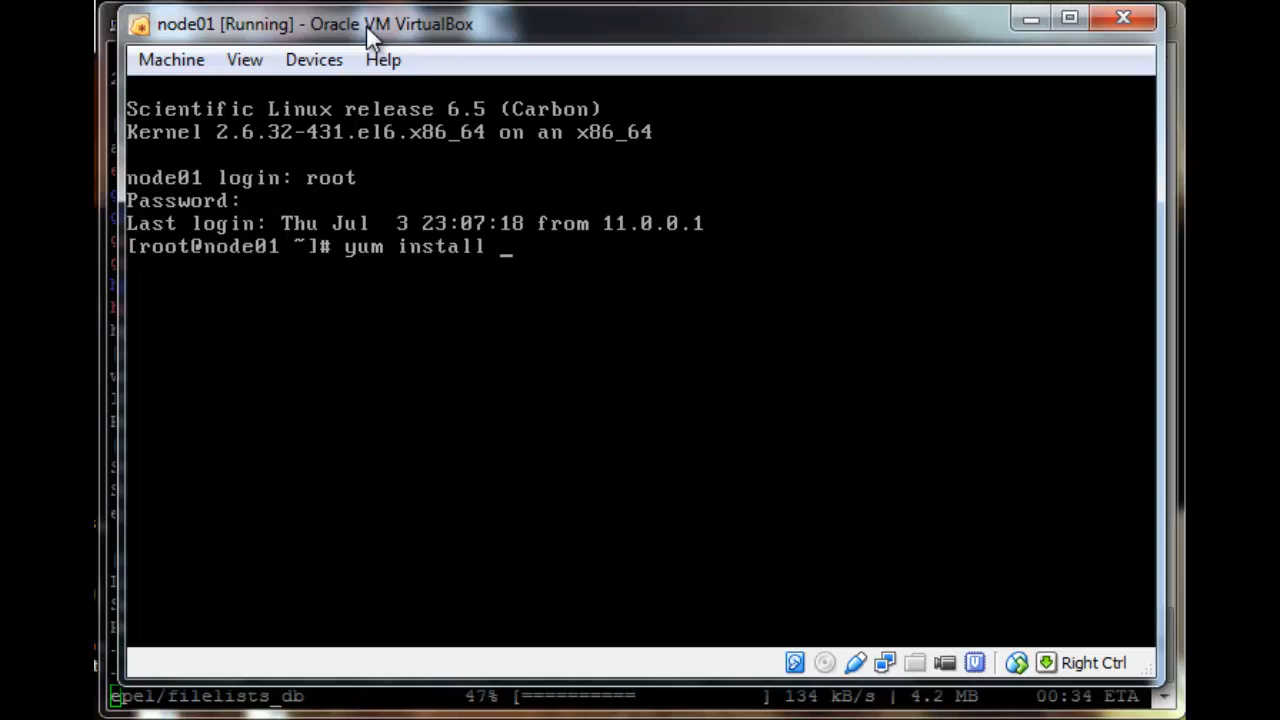 node01 [Running] - Oracle VM VirtualBox
Machine View Devices Help
Scientific Linux release 6.5 (Carbon)
Kernel 2.6.32-431.el6.x86_64 on an x86_64
node01 login: root
Password:
Last login: Thu Jul  3 23:07:18 from 11.0.0.1
[root@node01 ~]# yum install _
Right Ctrl
epel/filelists_db 47% [========== ] 134 kB/s | 4.2 MB 00:34 ETA